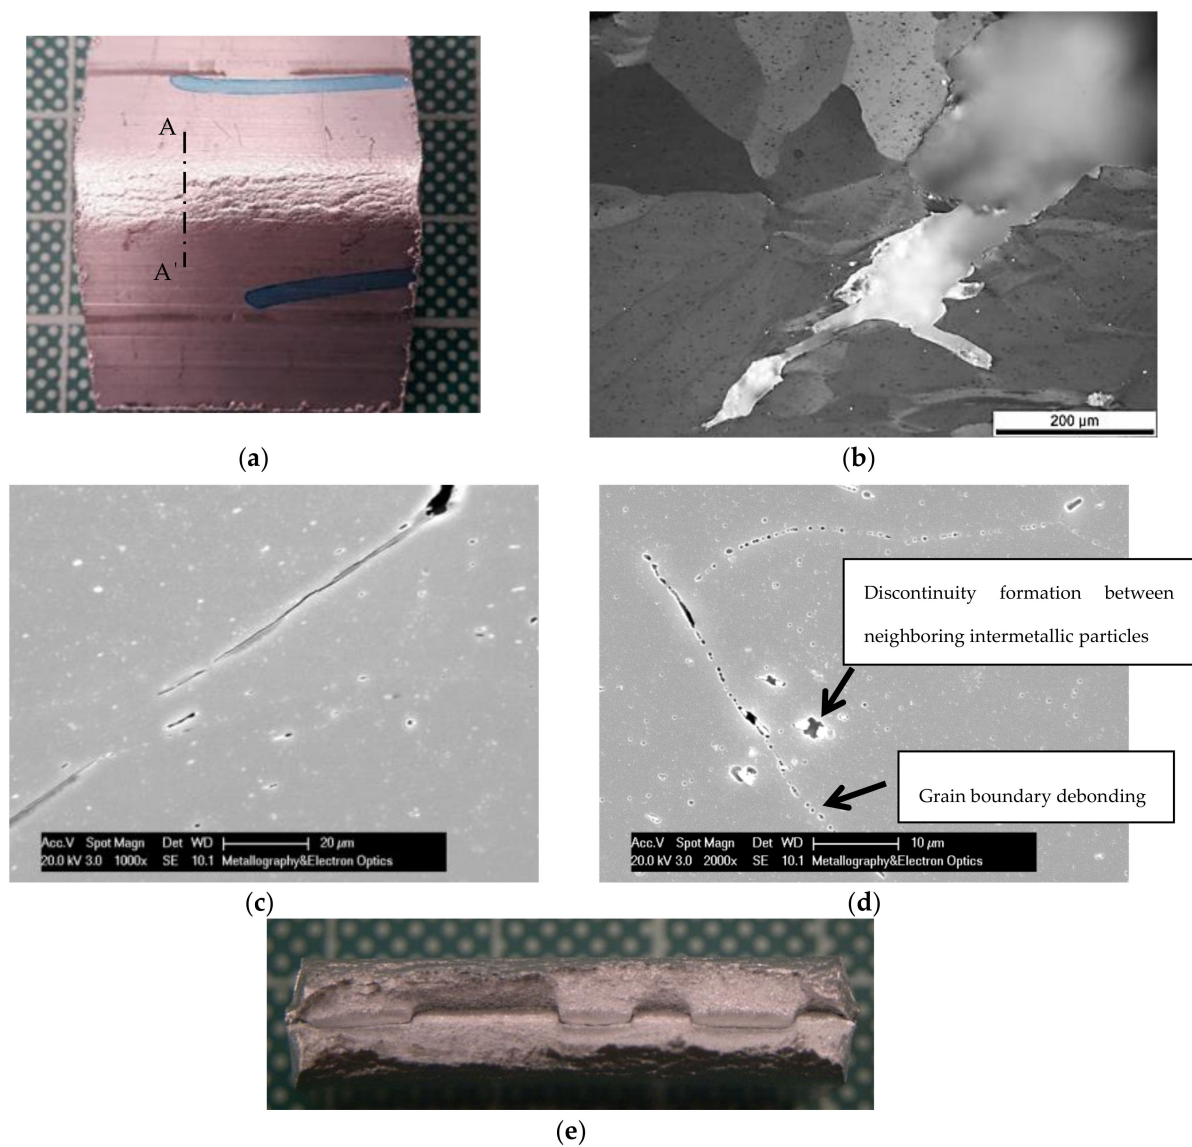 A
A'
200 µm
(a)
(b)
Discontinuity formation between
neighboring intermetallic particles
Grain boundary debonding
Acc.V Spot Magn Det WD 20 µm
20.0 kV 3.0 1000x SE 10.1 Metallography&Electron Optics
Acc.V Spot Magn Det WD 10 µm
20.0 kV 3.0 2000x SE 10.1 Metallography&Electron Optics
(c)
(d)
(e)